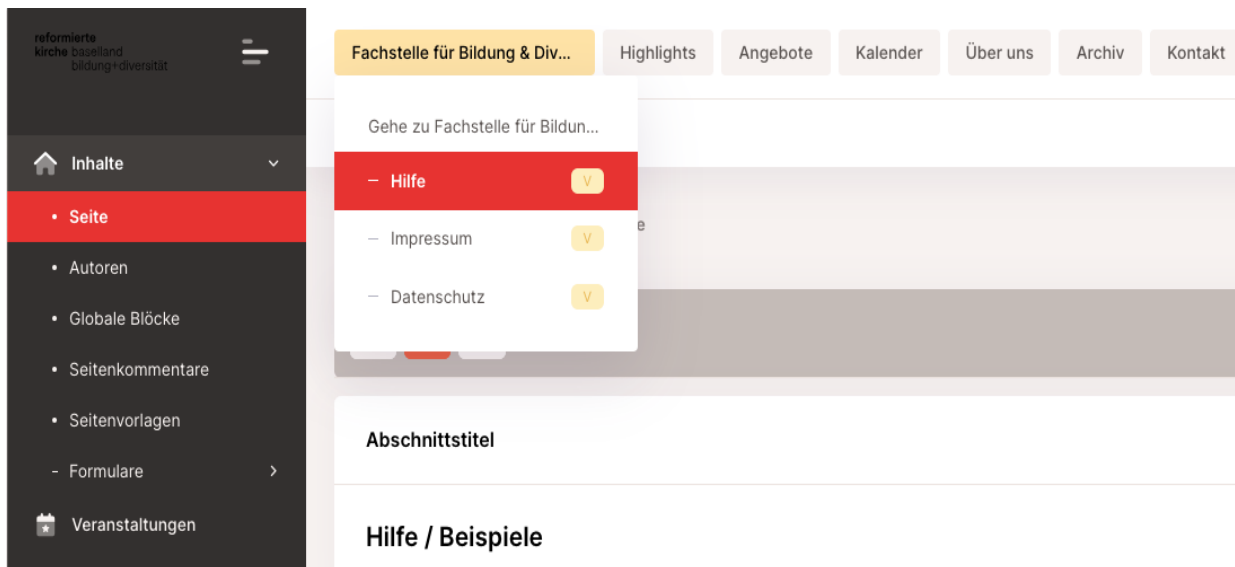 reformierte
kirche baselland
bildung+diversität
Inhalte
Seite
Autoren
Globale Blöcke
Seitenkommentare
Seitenvorlagen
Formulare
Veranstaltungen
Fachstelle für Bildung & Div...
Highlights
Angebote
Kalender
Über uns
Archiv
Kontakt
Gehe zu Fachstelle für Bildun...
– Hilfe V
– Impressum V
– Datenschutz V
e
Abschnittstitel
Hilfe / Beispiele